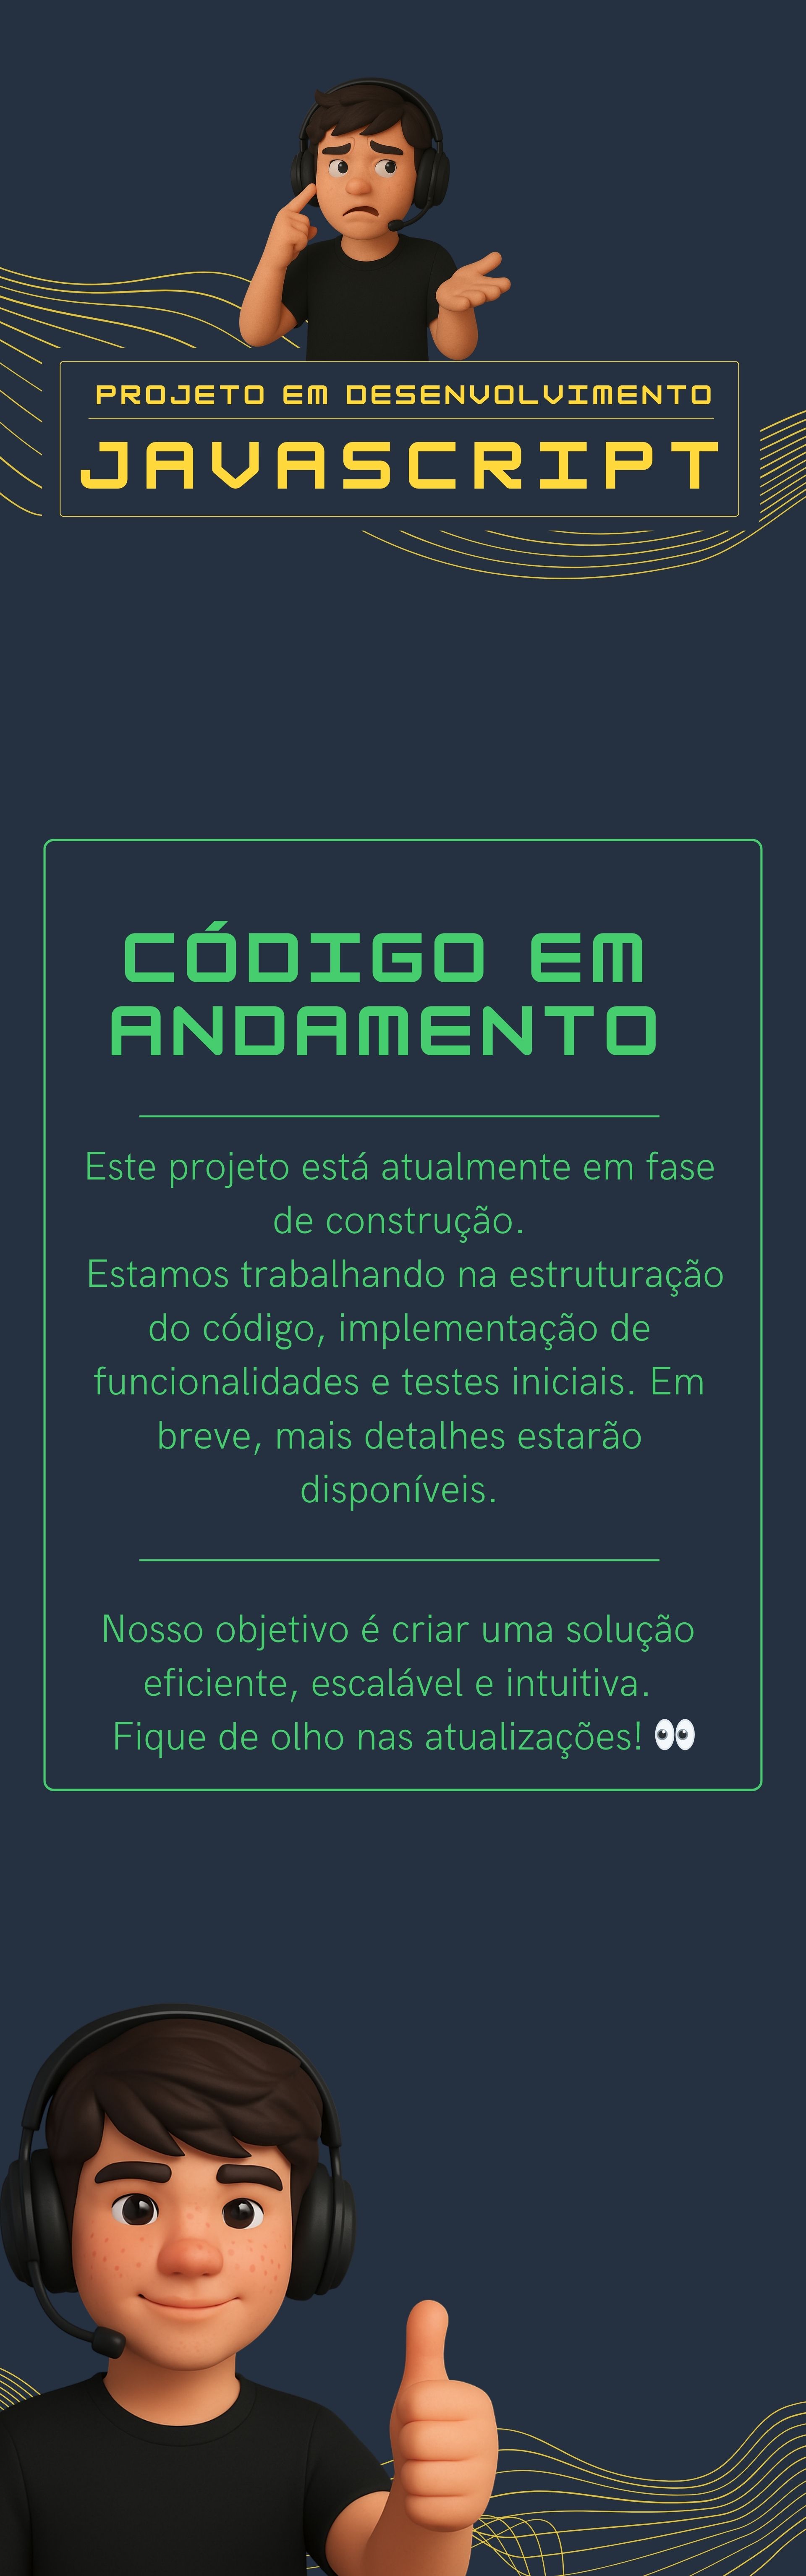 PROJETO EM DESENVOLVIMENTO
JAVASCRIPT
CÓDIGO EM
ANDAMENTO
Este projeto está atualmente em fase
de construção.
Estamos trabalhando na estruturação
do código, implementação de
funcionalidades e testes iniciais. Em
breve, mais detalhes estarão
disponíveis.
Nosso objetivo é criar uma solução
eficiente, escalável e intuitiva.
Fique de olho nas atualizações! 👀